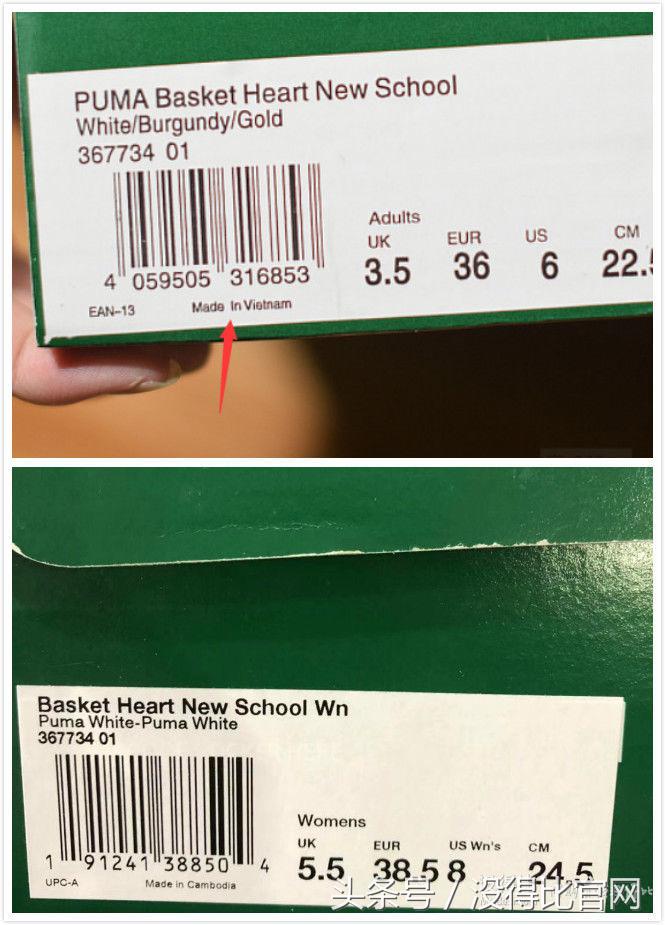 PUMA Basket Heart New School
White/Burgundy/Gold
367734 01
4 059505 316853
EAN-13 Made In Vietnam
Adults
UK EUR US CM
3.5 36 6 22.5
Basket Heart New School Wn
Puma White-Puma White
367734 01
1 91241 38850 4
UPC-A Made in Cambodia
Womens
UK EUR US Wn's CM
5.5 38.5 8 24.5
头条号 / 没得比官网